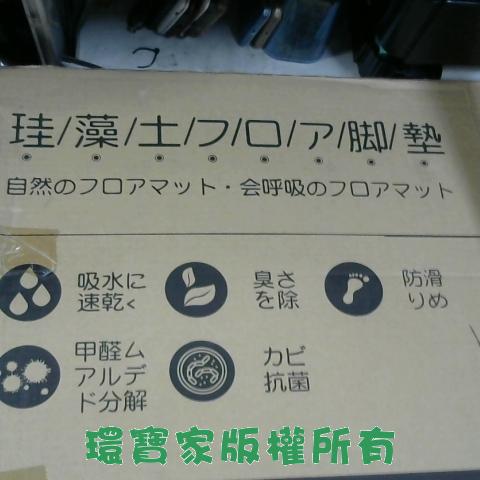 珪/藻/土/フ/ロ/ア/脚/墊
自然のフロアマット・会呼吸のフロアマット
吸水に
速乾く
臭さ
を除
防滑
りめ
甲醛ム
アルデ
ド分解
カビ
抗菌
環寶家版權所有